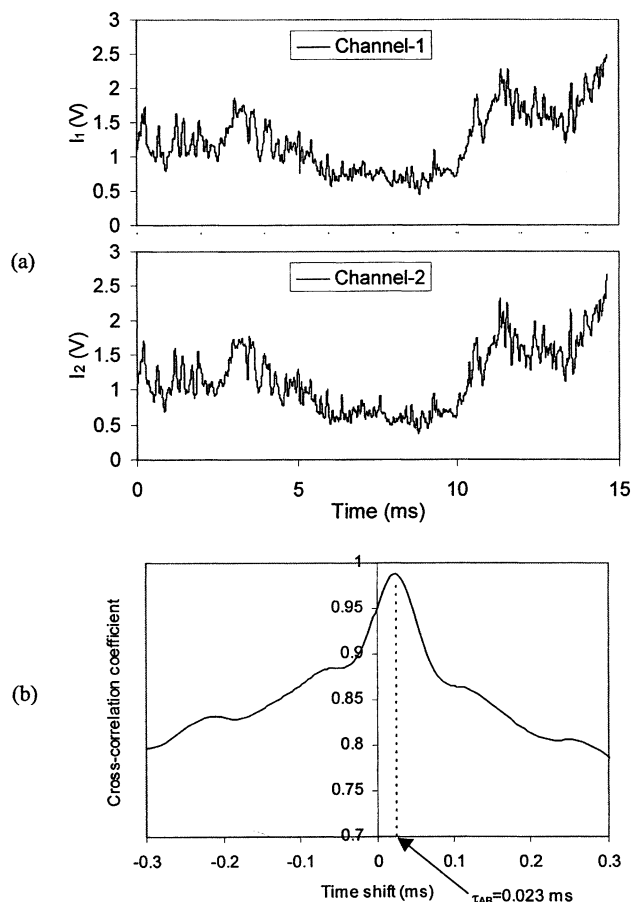 3
2.5
2
1.5
1
0.5
0
I₁ (V)
Channel-1
(a)
3
2.5
2
1.5
1
0.5
0
I₂ (V)
Channel-2
0 5 10 15
Time (ms)
(b)
Cross-correlation coefficient
1
0.95
0.9
0.85
0.8
0.75
0.7
-0.3 -0.2 -0.1 0 0.1 0.2 0.3
Time shift (ms)
τAB=0.023 ms